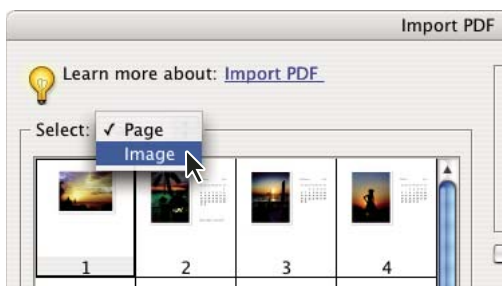 Import PDF
Learn more about: Import PDF
Select: ✓ Page
Image
1 2 3 4